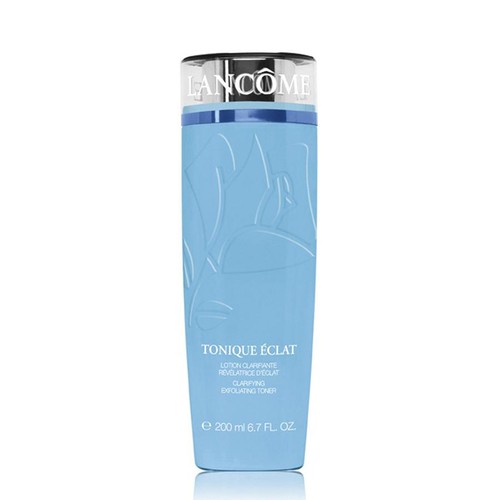 LANCÔME
TONIQUE ÉCLAT
LOTION CLARIFIANTE
RÉVÉLATRICE D'ÉCLAT
CLARIFYING
EXFOLIATING TONER
℮ 200 ml 6.7 FL. OZ.